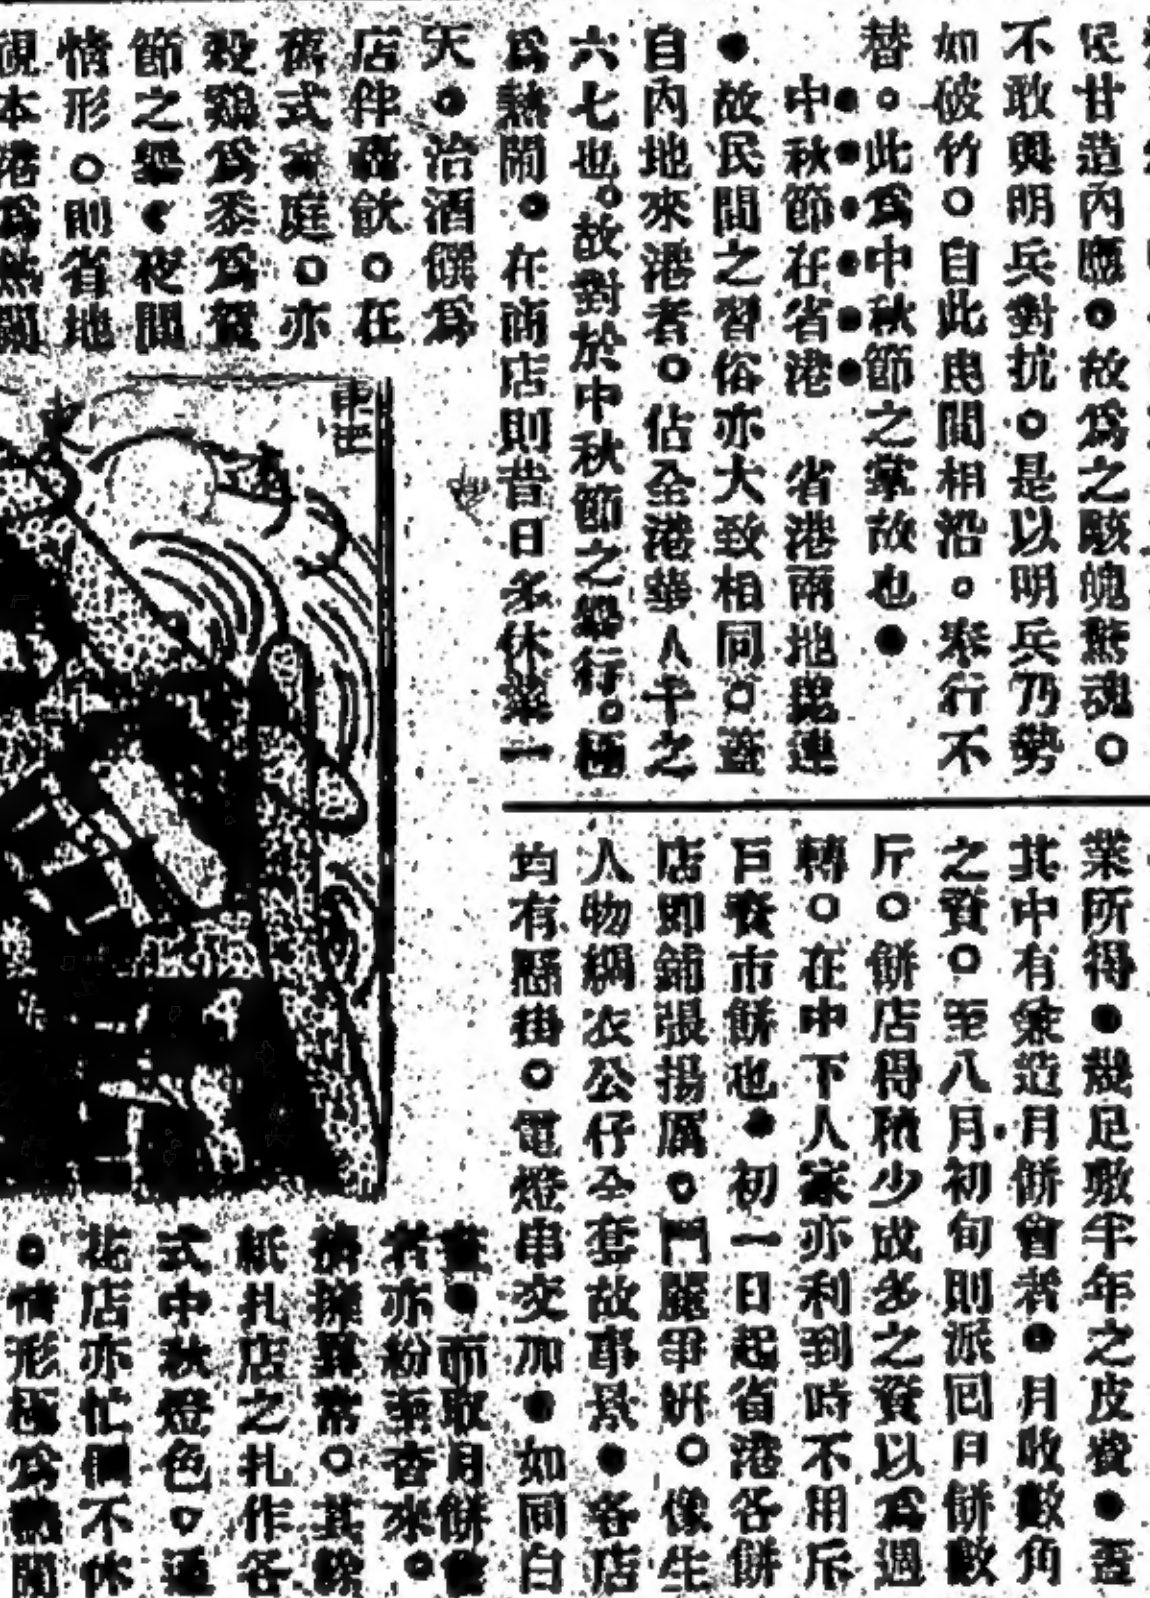 民甘造內應。故爲之駭魄驚魂。
不敢與明兵對抗。是以明兵乃勢
如破竹。自此民間相沿。奉行不
替。此爲中秋節之掌故也●
中秋節在省港 省港兩地毘連
●故民間之習俗亦大致相同。蓋
自內地來港者。佔全港華人十之
六七也。故對於中秋節之舉行。極
爲熱鬧。在商店則昔日多休業一
天。治酒饌爲
店伴 飲。在
舊式家庭。亦
殺鷄爲黍爲賀
節之舉。夜間
情形。則省地
視本港爲熱鬧
業所得●幾足敷半年之皮費●蓋
其中有兼造月餅會者●月收數角
之資。至八月初旬則派回月餅數
斤。餅店得積少成多之資以爲週
轉。在中下人家亦利到時不用斥
巨資市餅也●初一日起省港各餅
店即鋪張揚厲。門面爭姸。像生
人物綢衣公仔全套故事景●各店
均有懸掛。電燈串交加●如同白
晝●而取月餅會
者亦紛至沓來。
擠擁異常。其餘
紙扎店之扎作各
式中秋燈色。通
花店亦忙個不休
。情形極爲熱鬧